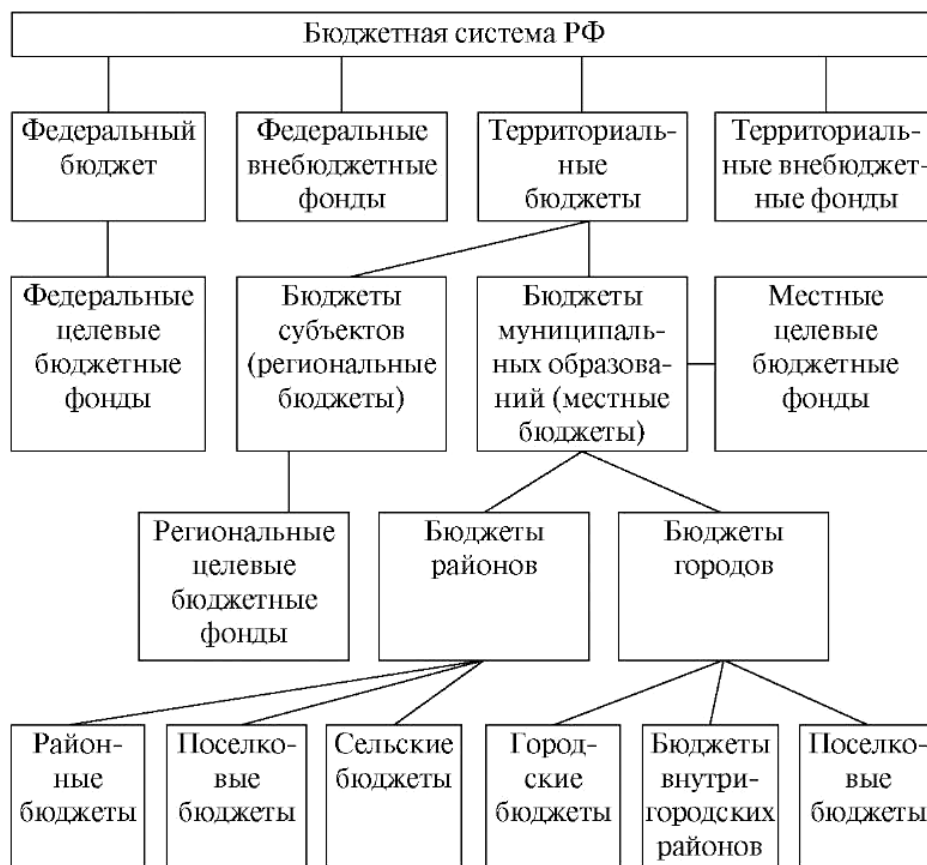 Бюджетная система РФ
Федеральный
бюджет
Федеральные
внебюджетные
фонды
Территориаль-
ные
бюджеты
Территориаль-
ные внебюджет-
ные фонды
Федеральные
целевые
бюджетные
фонды
Бюджеты
субъектов
(региональные
бюджеты)
Бюджеты
муниципаль-
ных образова-
ний (местные
бюджеты)
Местные
целевые
бюджетные
фонды
Региональные
целевые
бюджетные
фонды
Бюджеты
районов
Бюджеты
городов
Район-
ные
бюджеты
Поселко-
вые
бюджеты
Сельские
бюджеты
Город-
ские
бюджеты
Бюджеты
внутри-
городских
районов
Поселко-
вые
бюджеты